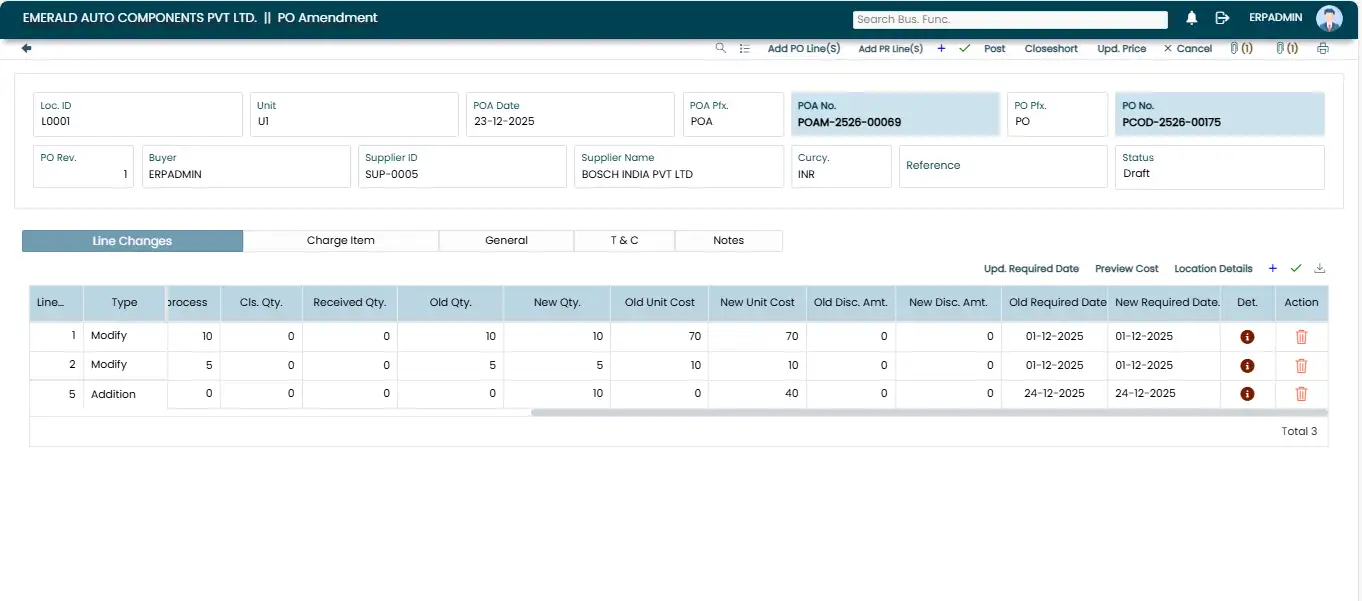 EMERALD AUTO COMPONENTS PVT LTD. || PO Amendment
Search Bus. Func.
ERPADMIN
Add PO Line(S) Add PR Line(S) + Post Closeshort Upd. Price × Cancel (1) (1)
Loc. ID Unit POA Date POA Pfx. POA No. PO Pfx. PO No.
L0001 U1 23-12-2025 POA POAM-2526-00069 PO PCOD-2526-00175
PO Rev. Buyer Supplier ID Supplier Name Curcy. Reference Status
1 ERPADMIN SUP-0005 BOSCH INDIA PVT LTD INR Draft
Line Changes Charge Item General T & C Notes
Upd. Required Date Preview Cost Location Details +
Line... Type process Cls. Qty. Received Qty. Old Qty. New Qty. Old Unit Cost New Unit Cost Old Disc. Amt. New Disc. Amt. Old Required Date New Required Date. Det. Action
1 Modify 10 0 0 10 10 70 70 0 0 01-12-2025 01-12-2025
2 Modify 5 0 0 5 5 10 10 0 0 01-12-2025 01-12-2025
5 Addition 0 0 0 0 10 0 40 0 0 24-12-2025 24-12-2025
Total 3